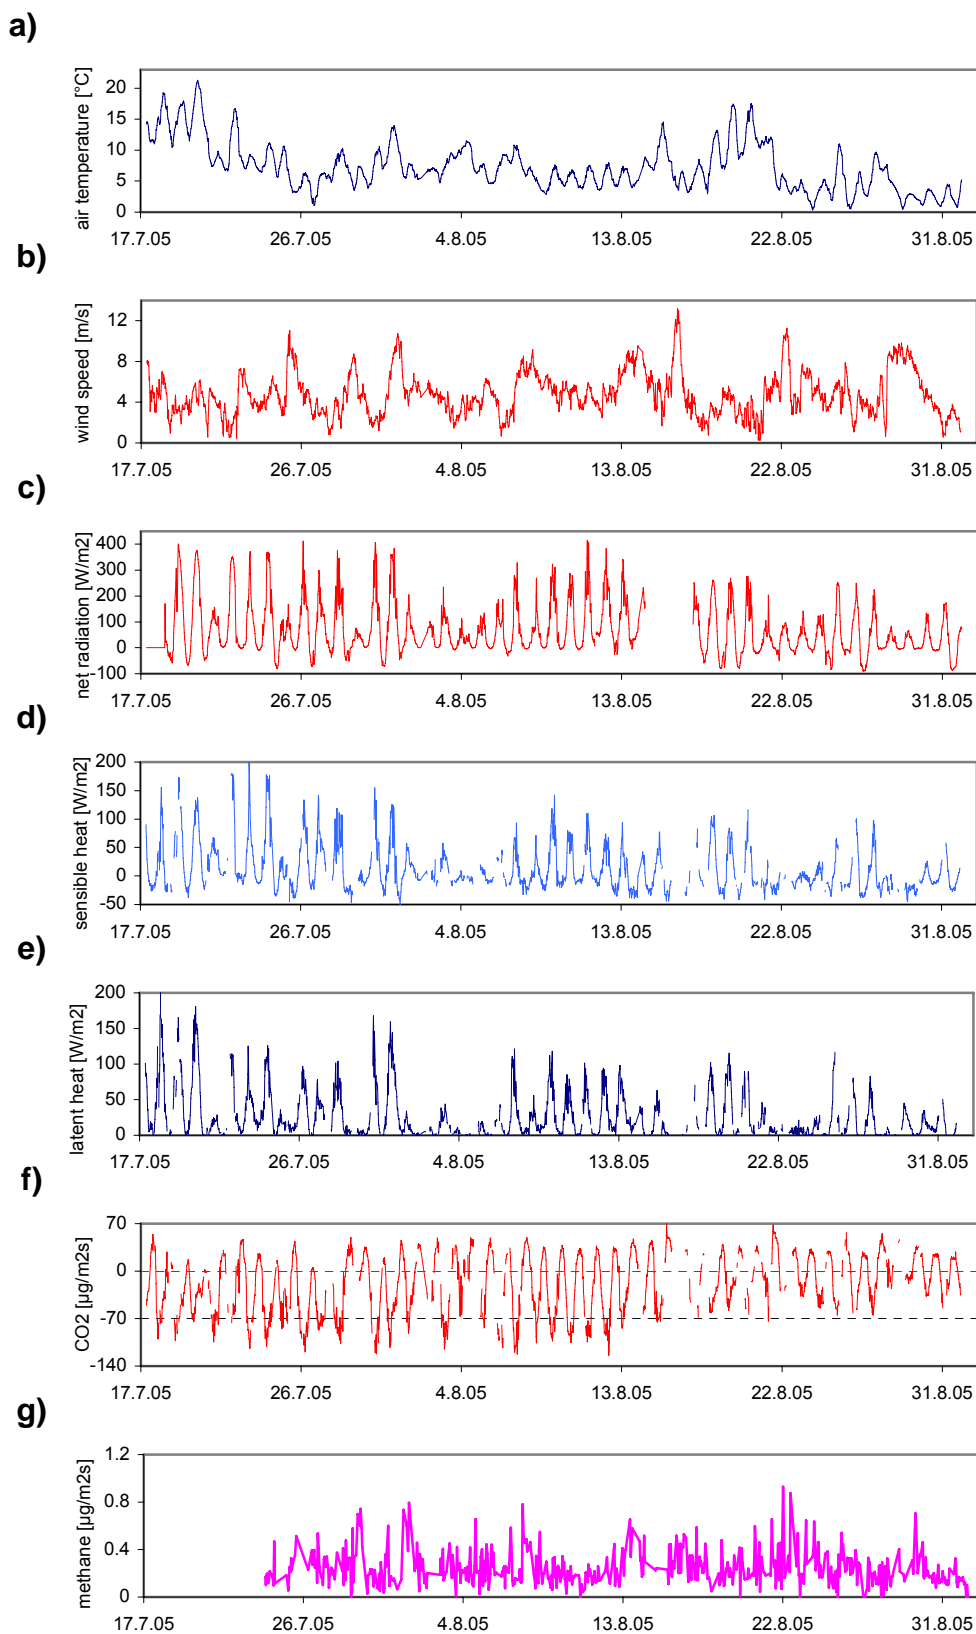 a)
air temperature [°C]
20
15
10
5
0
17.7.05 26.7.05 4.8.05 13.8.05 22.8.05 31.8.05
b)
wind speed [m/s]
12
8
4
0
17.7.05 26.7.05 4.8.05 13.8.05 22.8.05 31.8.05
c)
net radiation [W/m2]
400
300
200
100
0
-100
17.7.05 26.7.05 4.8.05 13.8.05 22.8.05 31.8.05
d)
sensible heat [W/m2]
200
150
100
50
0
-50
17.7.05 26.7.05 4.8.05 13.8.05 22.8.05 31.8.05
e)
latent heat [W/m2]
200
150
100
50
0
17.7.05 26.7.05 4.8.05 13.8.05 22.8.05 31.8.05
f)
CO2 [µg/m2s]
70
0
-70
-140
17.7.05 26.7.05 4.8.05 13.8.05 22.8.05 31.8.05
g)
methane [µg/m2s]
1.2
0.8
0.4
0
17.7.05 26.7.05 4.8.05 13.8.05 22.8.05 31.8.05